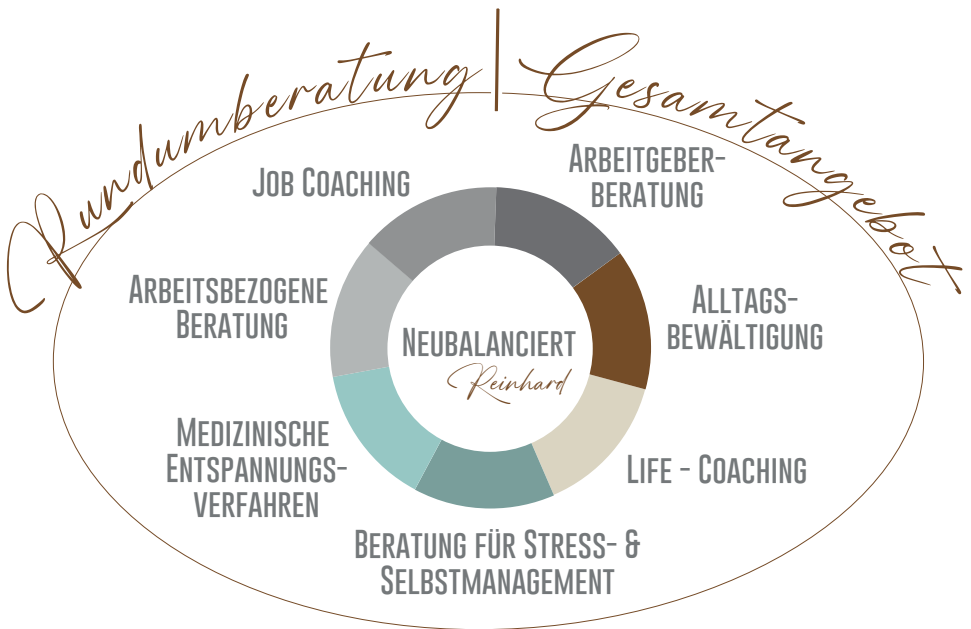 Rundumberatung | Gesamtangebot
Job Coaching
Arbeitgeber-
beratung
Arbeitsbezogene
Beratung
Alltags-
bewältigung
Neubalanciert
Reinhard
Medizinische
Entspannungs-
verfahren
Life - Coaching
Beratung für Stress- &
Selbstmanagement